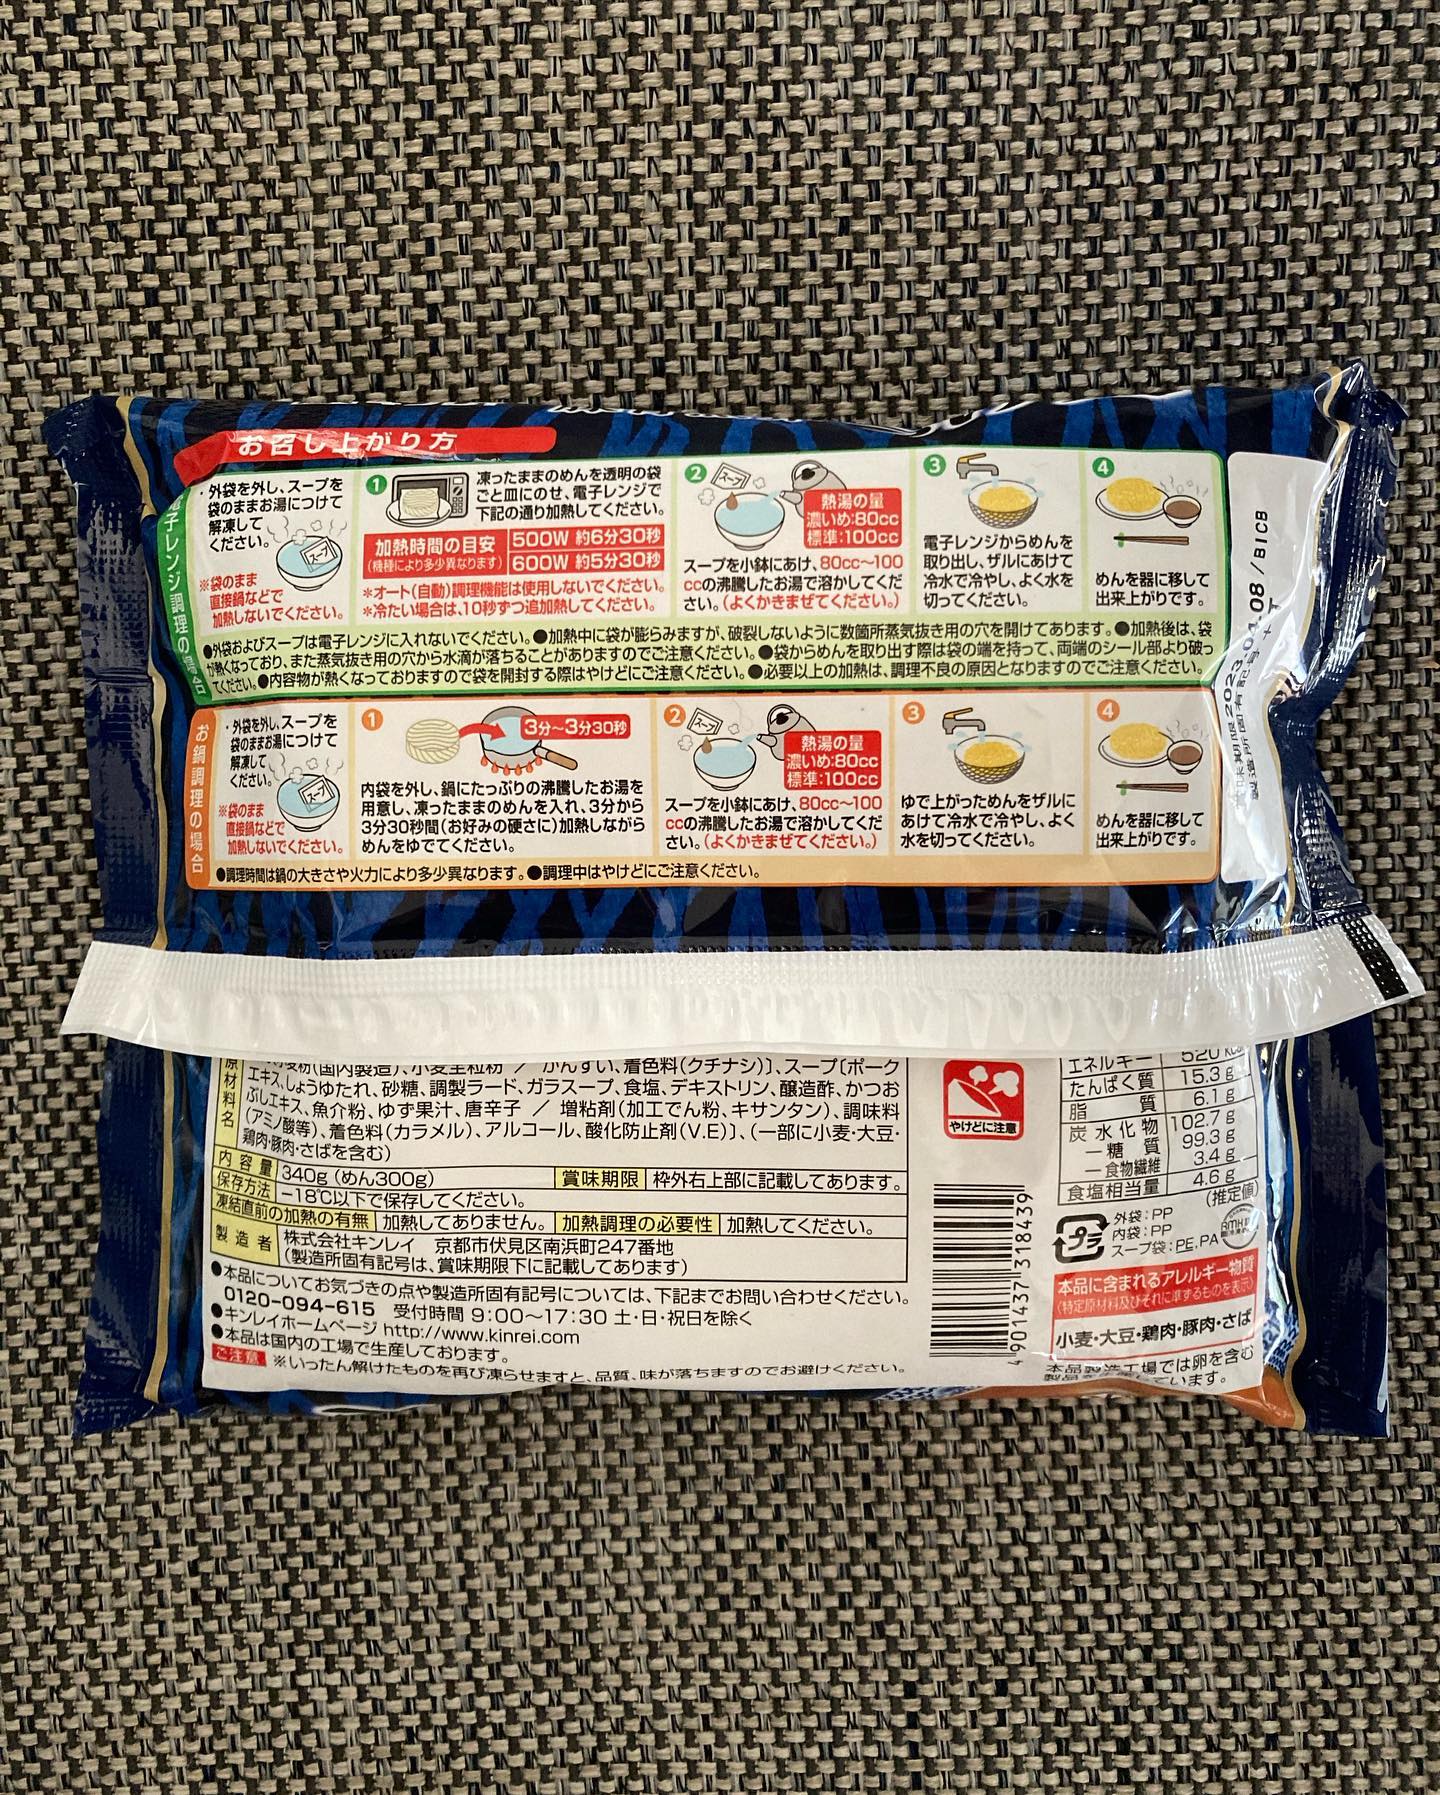 お召し上がり方
電子レンジ調理の場合
・外袋を外し、スープを
袋のままお湯につけて
解凍して
ください。
※袋のまま
直接鍋などで
加熱しないでください。
スープ
1
凍ったままのめんを透明の袋
ごと皿にのせ、電子レンジで
下記の通り加熱してください。
加熱時間の目安
(機種により多少異なります)
500W 約6分30秒
600W 約5分30秒
*オート(自動)調理機能は使用しないでください。
*冷たい場合は、10秒ずつ追加熱してください。
2
スープ
熱湯の量
濃いめ:80cc
標準:100cc
スープを小鉢にあけ、80cc〜100
ccの沸騰したお湯で溶かしてくだ
さい。(よくかきまぜてください。)
3
電子レンジからめんを
取り出し、ザルにあけて
冷水で冷やし、よく水を
切ってください。
4
めんを器に移して
出来上がりです。
●外袋およびスープは電子レンジに入れないでください。●加熱中に袋が膨らみますが、破裂しないように数箇所蒸気抜き用の穴を開けてあります。●加熱後は、袋
が熱くなっており、また蒸気抜き用の穴から水滴が落ちることがありますのでご注意ください。●袋からめんを取り出す際は袋の端を持って、両端のシール部より破っ
てください。●内容物が熱くなっておりますので袋を開封する際はやけどにご注意ください。●必要以上の加熱は、調理不良の原因となりますのでご注意ください。
お鍋調理の場合
・外袋を外し、スープを
袋のままお湯につけて
解凍して
ください。
※袋のまま
直接鍋などで
加熱しないでください。
スープ
1
3分〜3分30秒
内袋を外し、鍋にたっぷりの沸騰したお湯を
用意し、凍ったままのめんを入れ、3分から
3分30秒間(お好みの硬さに)加熱しながら
めんをゆでてください。
2
スープ
熱湯の量
濃いめ:80cc
標準:100cc
スープを小鉢にあけ、80cc〜100
ccの沸騰したお湯で溶かしてくだ
さい。(よくかきまぜてください。)
3
ゆで上がっためんをザルに
あけて冷水で冷やし、よく
水を切ってください。
4
めんを器に移して
出来上がりです。
●調理時間は鍋の大きさや火力により多少異なります。●調理中はやけどにご注意ください。
賞味期限2023.04.08/BICB
製造所固有記号
原材料名
小麦粉(国内製造)、小麦全粒粉 / かんすい、着色料(クチナシ)〕、スープ〔ポーク
エキス、しょうゆたれ、砂糖、調製ラード、ガラスープ、食塩、デキストリン、醸造酢、かつお
ぶしエキス、魚介粉、ゆず果汁、唐辛子 / 増粘剤(加工でん粉、キサンタン)、調味料
(アミノ酸等)、着色料(カラメル)、アルコール、酸化防止剤(V.E)〕、(一部に小麦・大豆・
鶏肉・豚肉・さばを含む)
内容量 340g(めん300g) 賞味期限 枠外右上部に記載してあります。
保存方法 −18℃以下で保存してください。
凍結直前の加熱の有無 加熱してありません。 加熱調理の必要性 加熱してください。
製造者 株式会社キンレイ 京都市伏見区南浜町247番地
(製造所固有記号は、賞味期限下に記載してあります)
●本品についてお気づきの点や製造所固有記号については、下記までお問い合わせください。
0120-094-615 受付時間 9:00〜17:30 土・日・祝日を除く
●キンレイホームページ http://www.kinrei.com
●本品は国内の工場で生産しております。
ご注意 ※いったん解けたものを再び凍らせますと、品質、味が落ちますのでお避けください。
やけどに注意
4901437318439
エネルギー 520 kcal
たんぱく質 15.3g
脂質 6.1g
炭水化物 102.7g
—糖質 99.3g
—食物繊維 3.4g
食塩相当量 4.6g
(推定値)
プラ
外袋:PP
内袋:PP
スープ袋:PE,PA
本品に含まれるアレルギー物質
(特定原材料及びそれに準ずるものを表示)
小麦・大豆・鶏肉・豚肉・さば
本品製造工場では卵を含む
製品を生産しています。